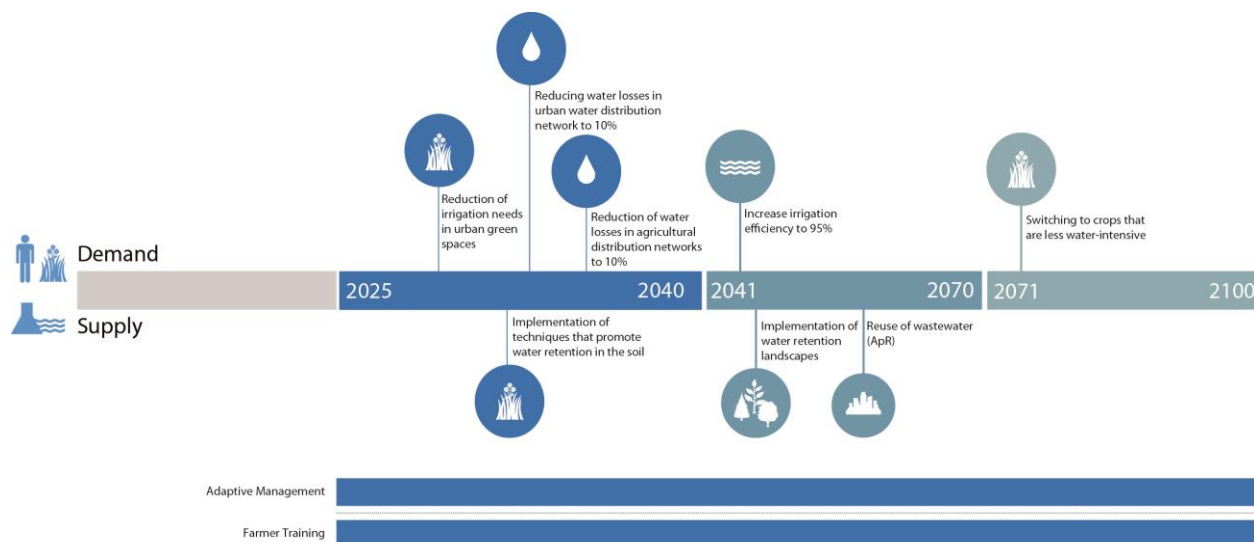 Reducing water losses in
urban water distribution
network to 10%
Reduction of
irrigation needs
in urban green
spaces
Reduction of water
losses in agricultural
distribution networks
to 10%
Increase irrigation
efficiency to 95%
Switching to crops that
are less water-intensive
Demand
2025
2040
2041
2070
2071
2100
Supply
Implementation of
techniques that promote
water retention in the soil
Implementation of
water retention
landscapes
Reuse of wastewater
(ApR)
Adaptive Management
Farmer Training